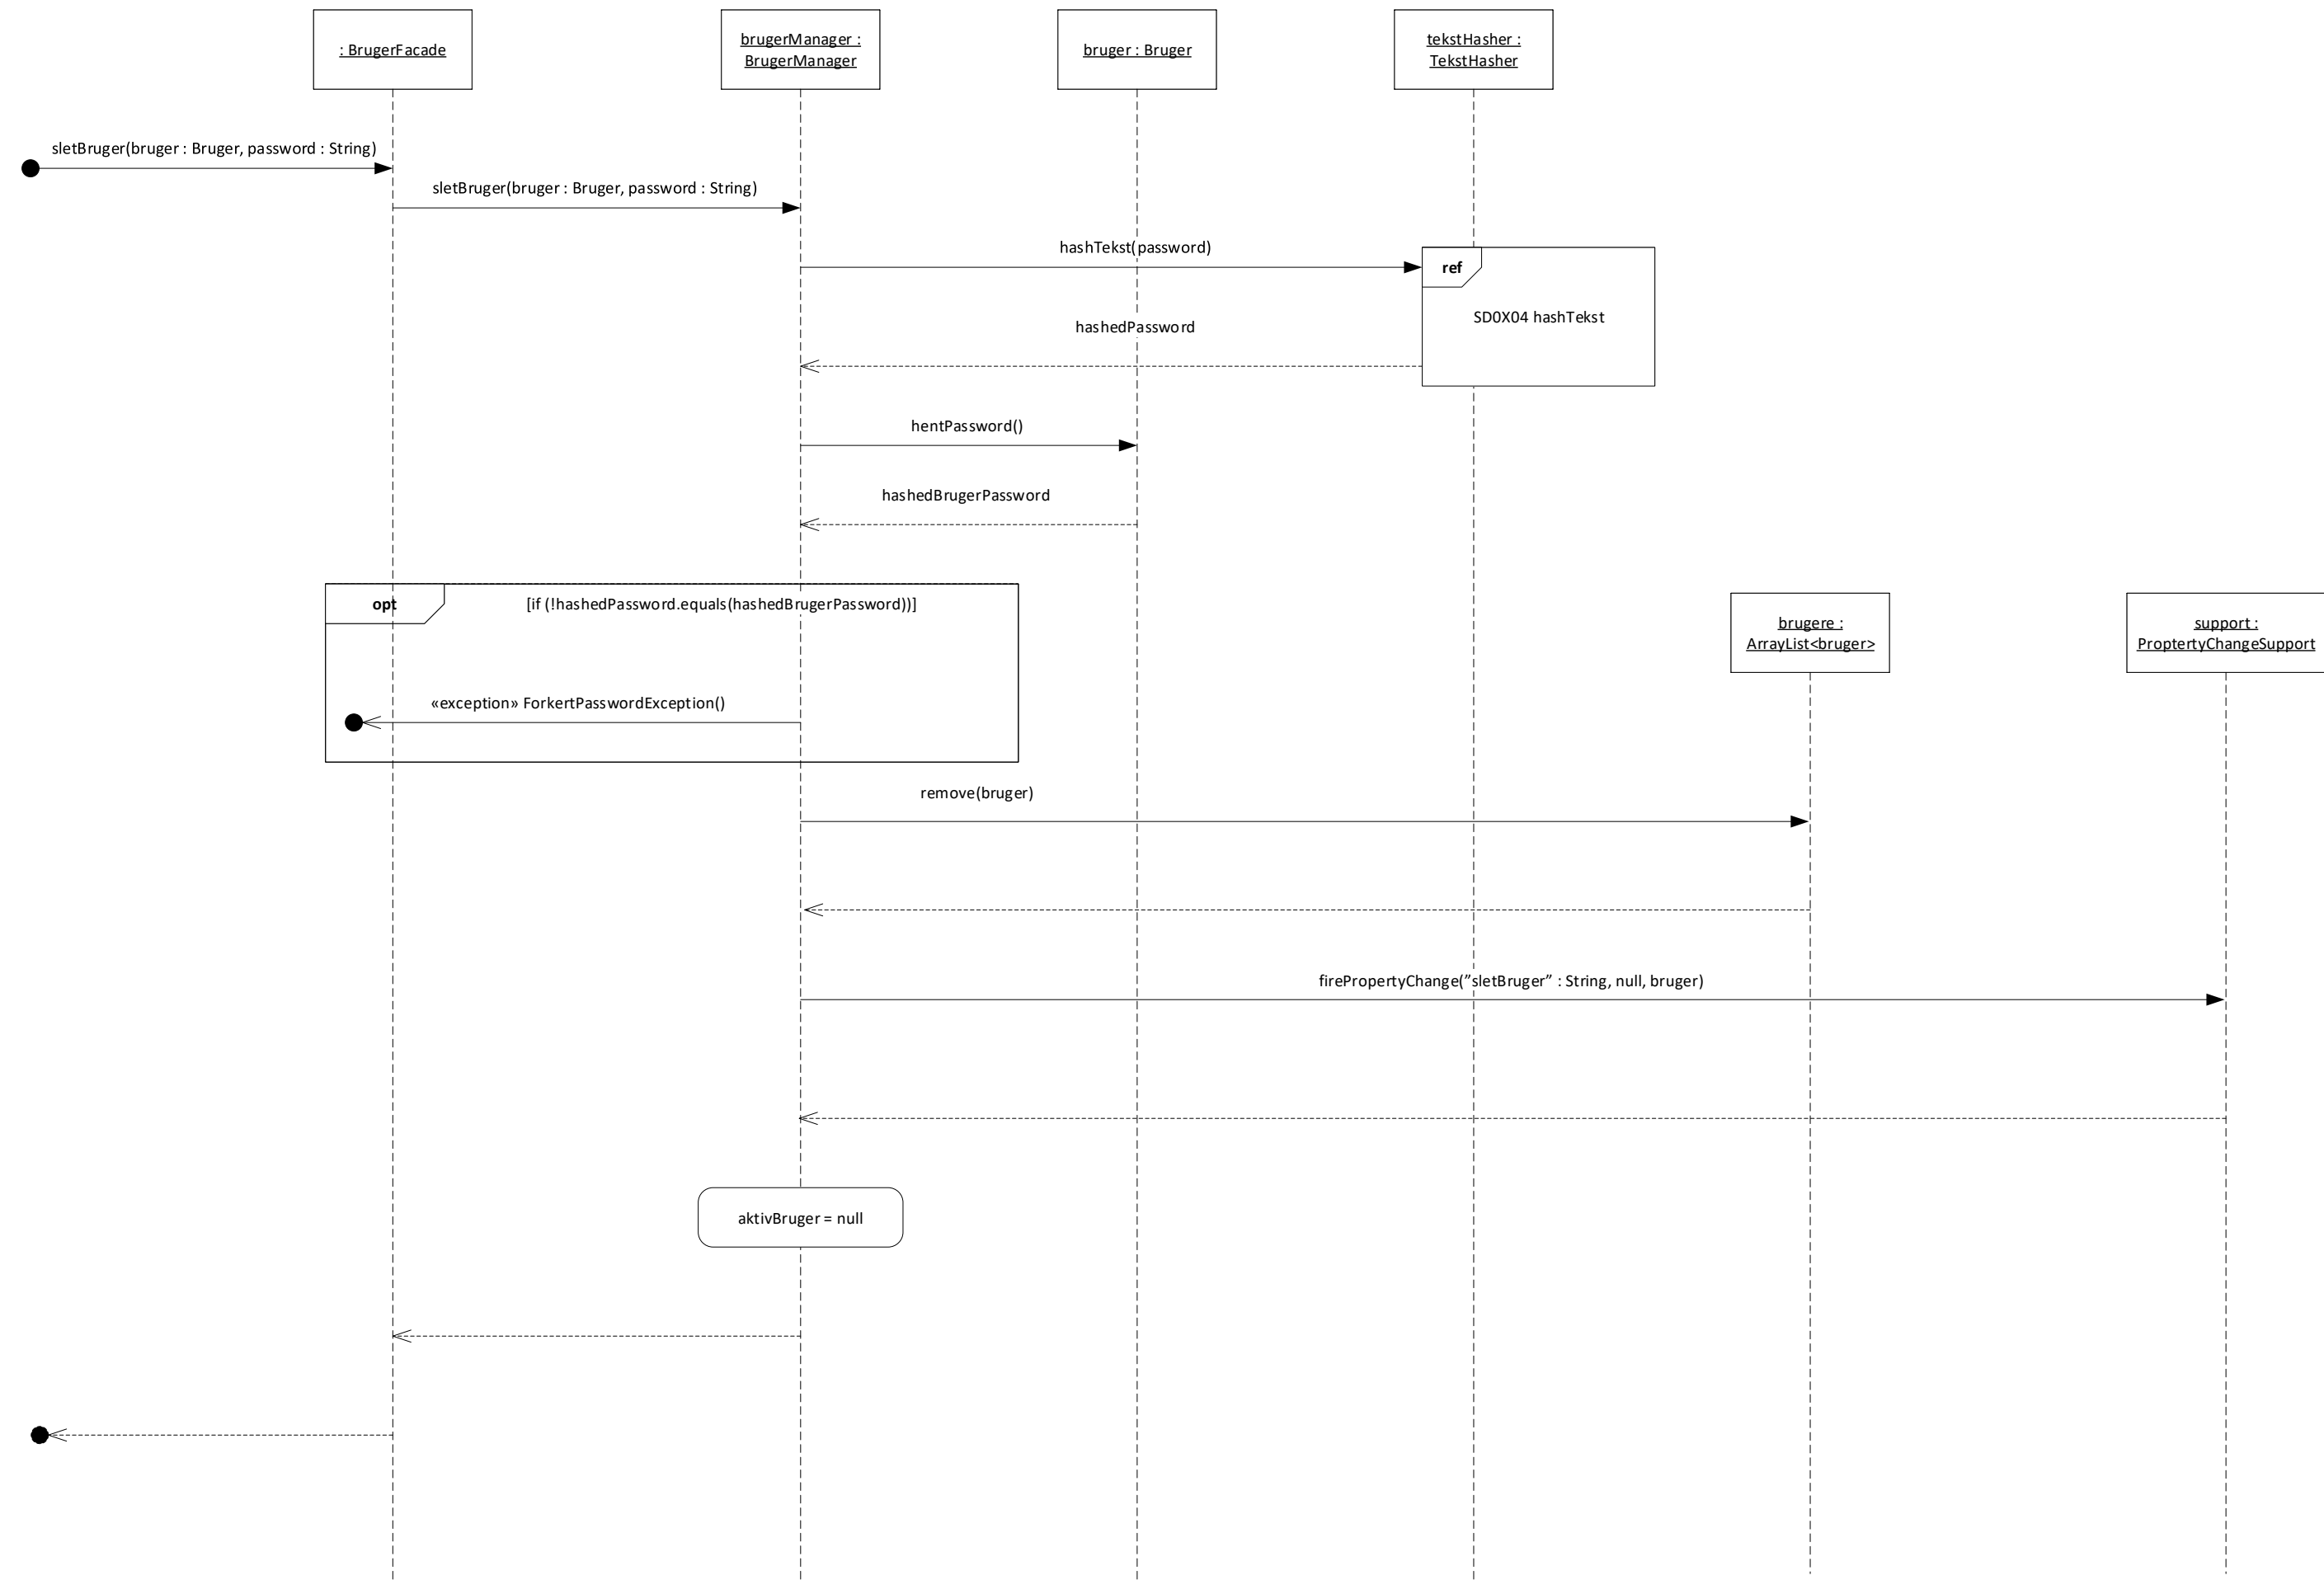 : BrugerFacade
brugerManager :
BrugerManager
bruger : Bruger
tekstHasher :
TekstHasher
sletBruger(bruger : Bruger, password : String)
sletBruger(bruger : Bruger, password : String)
hashTekst(password)
ref
SD0X04 hashTekst
hashedPassword
hentPassword()
hashedBrugerPassword
opt
[if (!hashedPassword.equals(hashedBrugerPassword))]
brugere :
ArrayList<bruger>
support :
ProptertyChangeSupport
«exception» ForkertPasswordException()
remove(bruger)
firePropertyChange(”sletBruger” : String, null, bruger)
aktivBruger = null